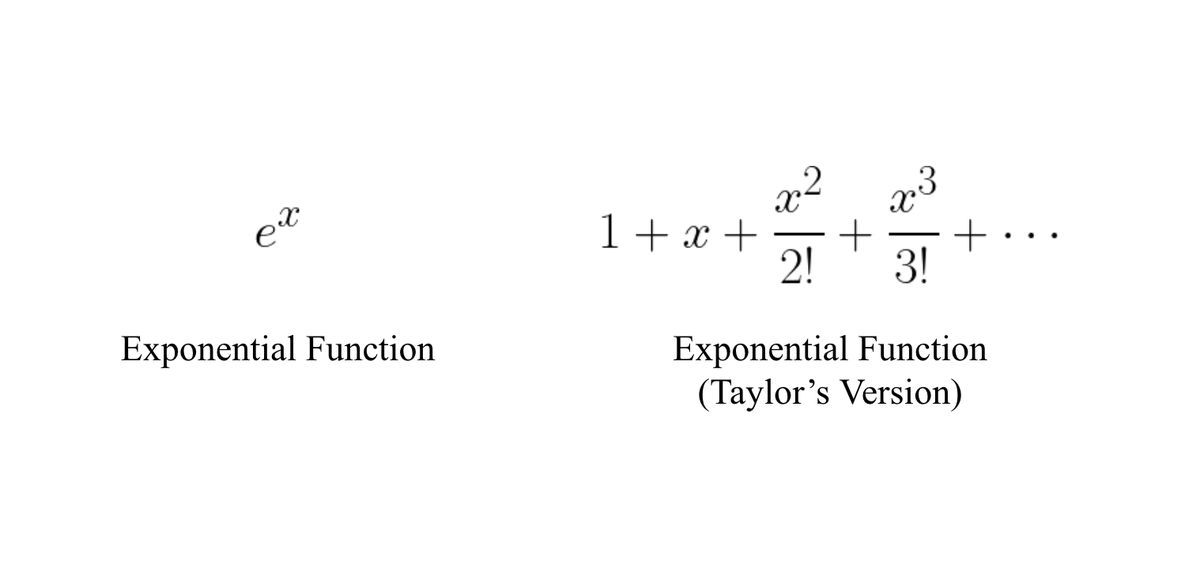 e^x
1 + x + x^2/2! + x^3/3! + ···
Exponential Function
Exponential Function
(Taylor’s Version)